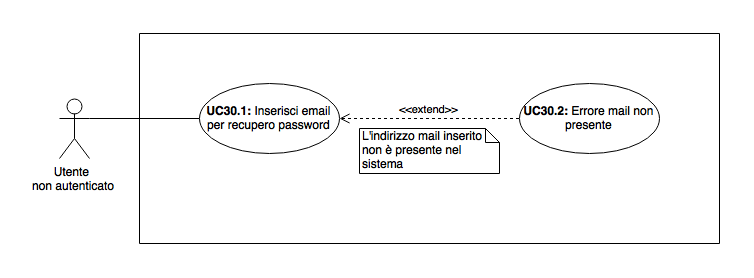 UC30.1: Inserisci email
per recupero password
<<extend>>
UC30.2: Errore mail non
presente
L'indirizzo mail inserito
non è presente nel
sistema
Utente
non autenticato